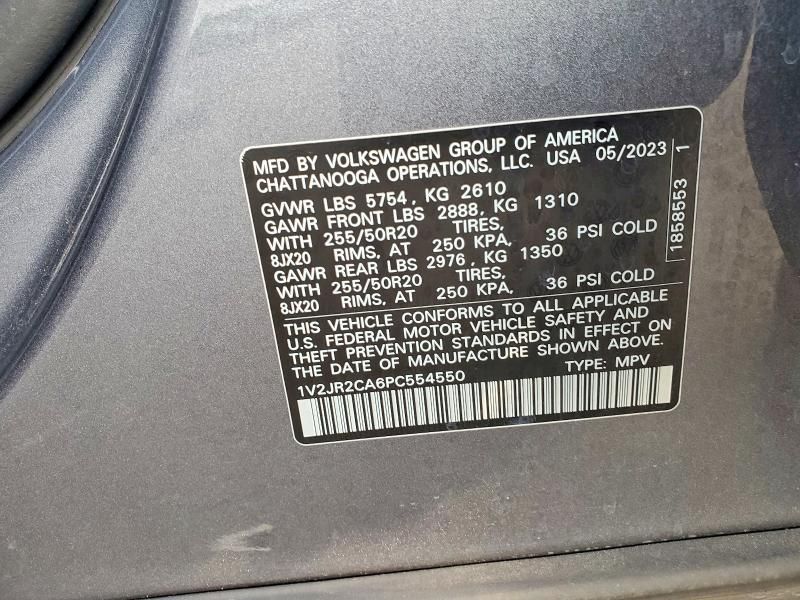 MFD BY VOLKSWAGEN GROUP OF AMERICA
CHATTANOOGA OPERATIONS, LLC. USA 05/2023
GVWR LBS 5754, KG 2610
GAWR FRONT LBS 2888, KG 1310
WITH 255/50R20 TIRES,
8JX20 RIMS, AT 250 KPA, 36 PSI COLD
GAWR REAR LBS 2976, KG 1350
WITH 255/50R20 TIRES,
8JX20 RIMS, AT 250 KPA, 36 PSI COLD
THIS VEHICLE CONFORMS TO ALL APPLICABLE
U.S. FEDERAL MOTOR VEHICLE SAFETY AND
THEFT PREVENTION STANDARDS IN EFFECT ON
THE DATE OF MANUFACTURE SHOWN ABOVE.
1V2JR2CA6PC554550 TYPE: MPV
1858553 1